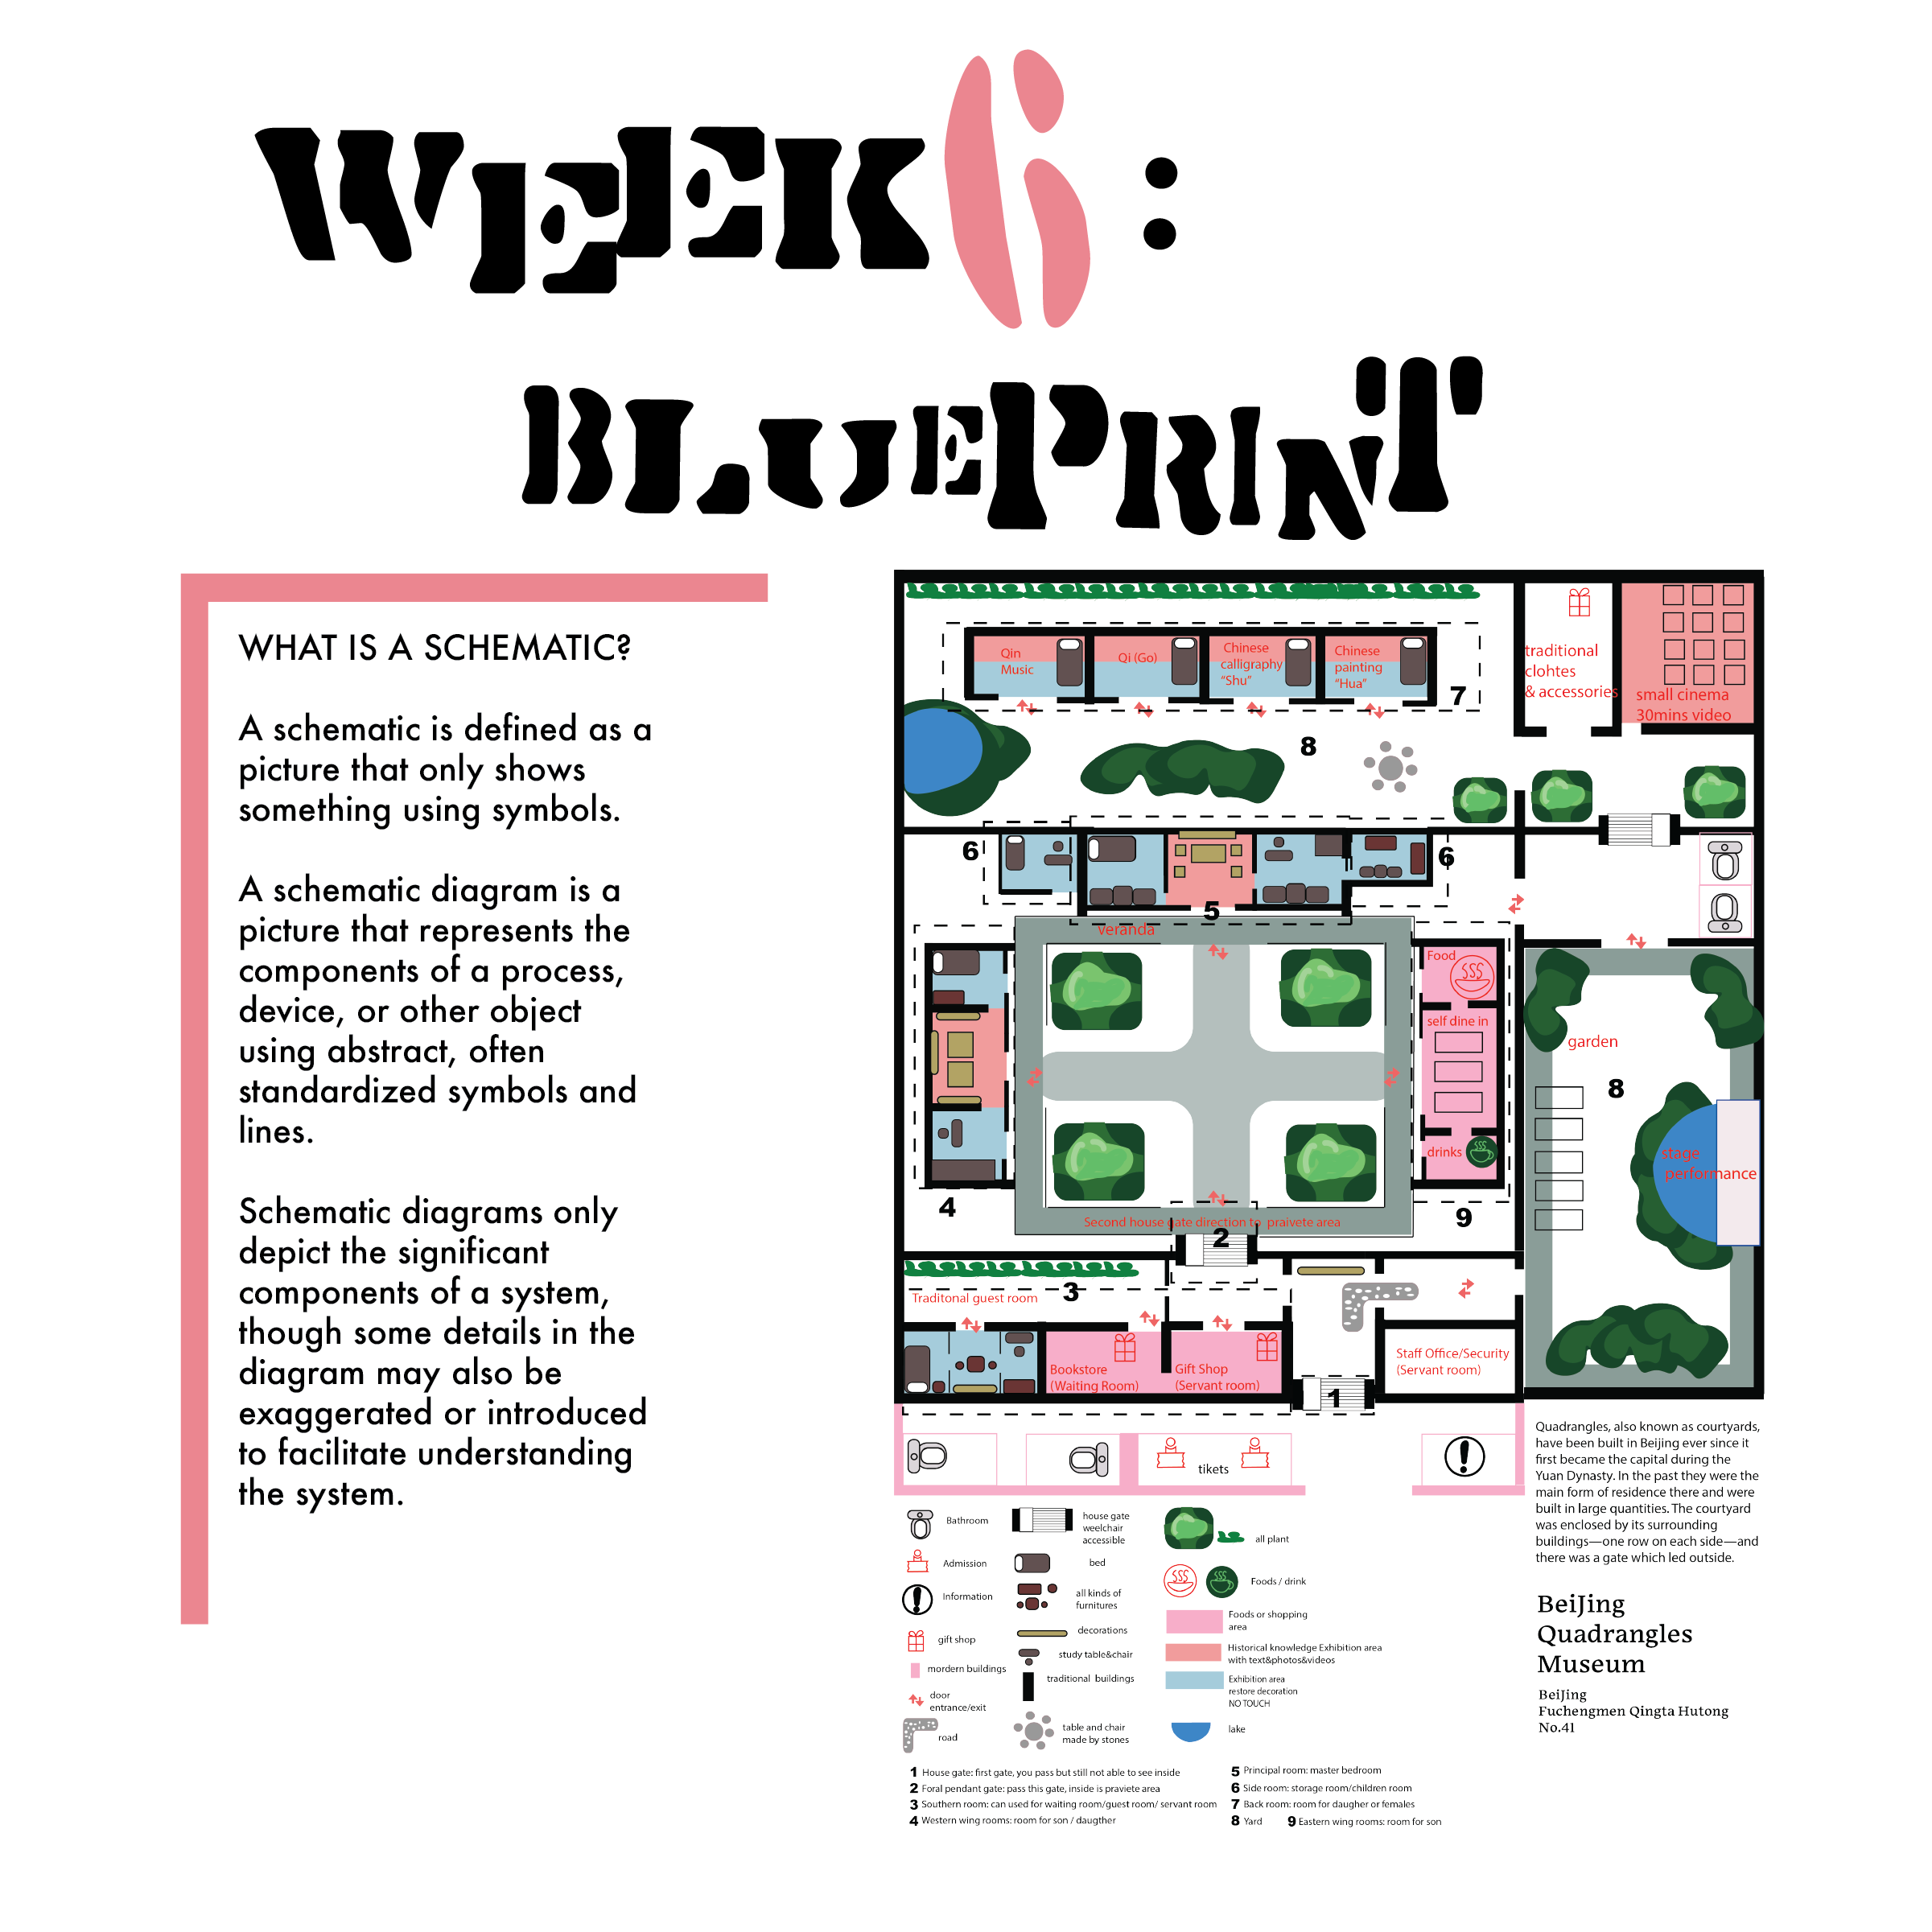 WEEK 6:
BLUEPRINT
WHAT IS A SCHEMATIC?
A schematic is defined as a
picture that only shows
something using symbols.
A schematic diagram is a
picture that represents the
components of a process,
device, or other object
using abstract, often
standardized symbols and
lines.
Schematic diagrams only
depict the significant
components of a system,
though some details in the
diagram may also be
exaggerated or introduced
to facilitate understanding
the system.
Qin
Music
Qi (Go)
Chinese
calligraphy
“Shu”
Chinese
painting
“Hua”
7
traditional
clohtes
& accessories
small cinema
30mins video
8
6
6
5
veranda
Food
self dine in
drinks
garden
8
stage
performance
4
9
Second house gate direction to praivete area
2
3
Traditonal guest room
Bookstore
(Waiting Room)
Gift Shop
(Servant room)
Staff Office/Security
(Servant room)
1
tikets
Quadrangles, also known as courtyards,
have been built in Beijing ever since it
first became the capital during the
Yuan Dynasty. In the past they were the
main form of residence there and were
built in large quantities. The courtyard
was enclosed by its surrounding
buildings—one row on each side—and
there was a gate which led outside.
BeiJing
Quadrangles
Museum
BeiJing
Fuchengmen Qingta Hutong
No.41
Bathroom
Admission
Information
gift shop
mordern buildings
door
entrance/exit
road
house gate
weelchair
accessible
bed
all kinds of
furnitures
decorations
study table&chair
traditional buildings
table and chair
made by stones
all plant
Foods / drink
Foods or shopping
area
Historical knowledge Exhibition area
with text&photos&videos
Exhibition area
restore decoration
NO TOUCH
lake
1 House gate: first gate, you pass but still not able to see inside
2 Foral pendant gate: pass this gate, inside is praviete area
3 Southern room: can used for waiting room/guest room/ servant room
4 Western wing rooms: room for son / daugther
5 Principal room: master bedroom
6 Side room: storage room/children room
7 Back room: room for daugher or females
8 Yard 9 Eastern wing rooms: room for son